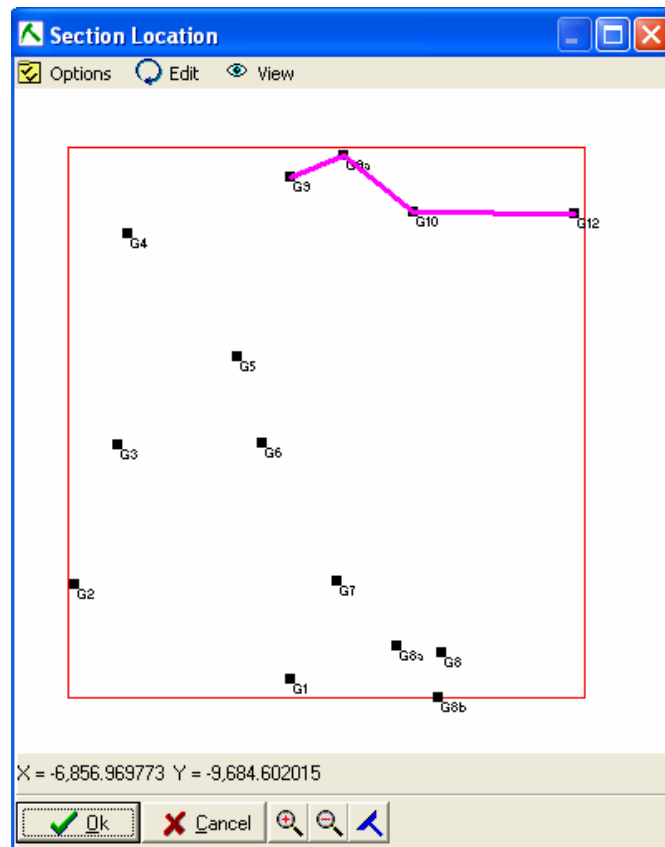 Section Location
Options Edit View
G9a
G9
G10
G12
G4
G5
G3
G6
G2
G7
G8a
G8
G1
G8b
X = -6,856.969773 Y = -9,684.602015
Ok Cancel